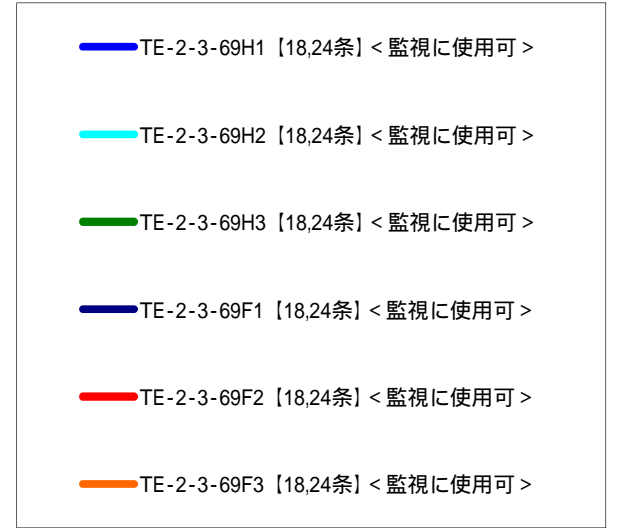 TE-2-3-69H1【18,24条】<監視に使用可>
TE-2-3-69H2【18,24条】<監視に使用可>
TE-2-3-69H3【18,24条】<監視に使用可>
TE-2-3-69F1【18,24条】<監視に使用可>
TE-2-3-69F2【18,24条】<監視に使用可>
TE-2-3-69F3【18,24条】<監視に使用可>